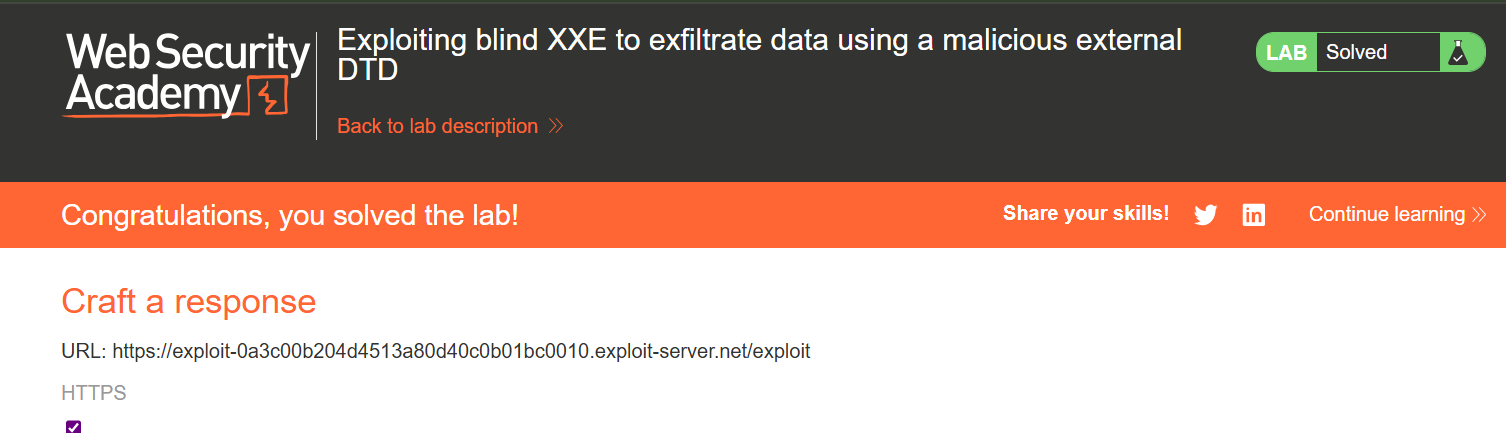 Web Security
Academy
Exploiting blind XXE to exfiltrate data using a malicious external
DTD
Back to lab description
LAB Solved
Congratulations, you solved the lab!
Share your skills!
Continue learning
Craft a response
URL: https://exploit-0a3c00b204d4513a80d40c0b01bc0010.exploit-server.net/exploit
HTTPS